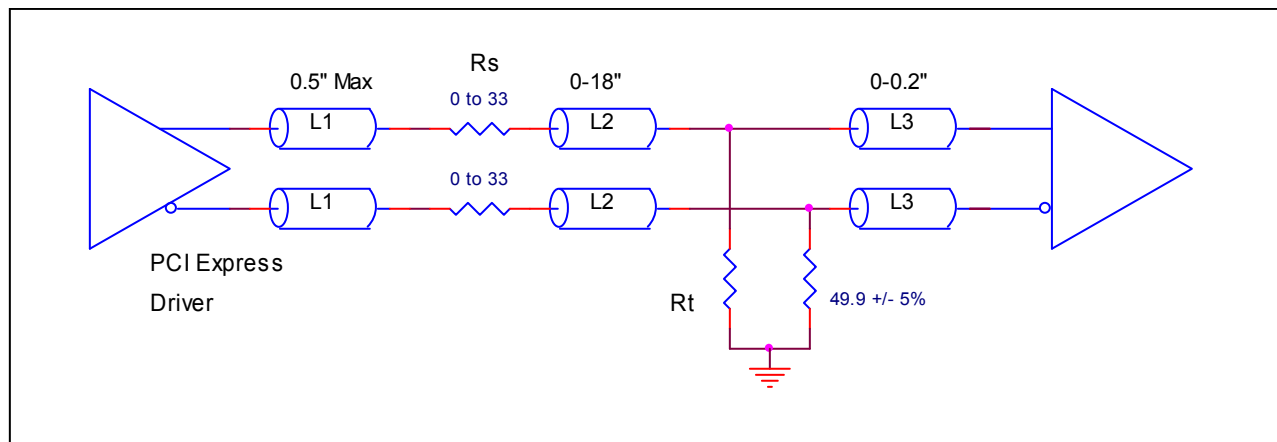 Rs
0.5" Max
0-18"
0-0.2"
0 to 33
L1
L2
L3
0 to 33
L1
L2
L3
PCI Express
Driver
Rt
49.9 +/- 5%